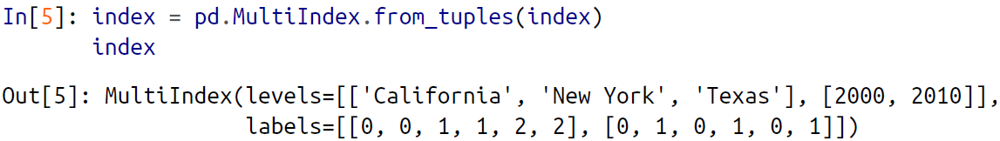 In[5]: index = pd.MultiIndex.from_tuples(index)
index
Out[5]: MultiIndex(levels=[['California', 'New York', 'Texas'], [2000, 2010]],
labels=[[0, 0, 1, 1, 2, 2], [0, 1, 0, 1, 0, 1]])